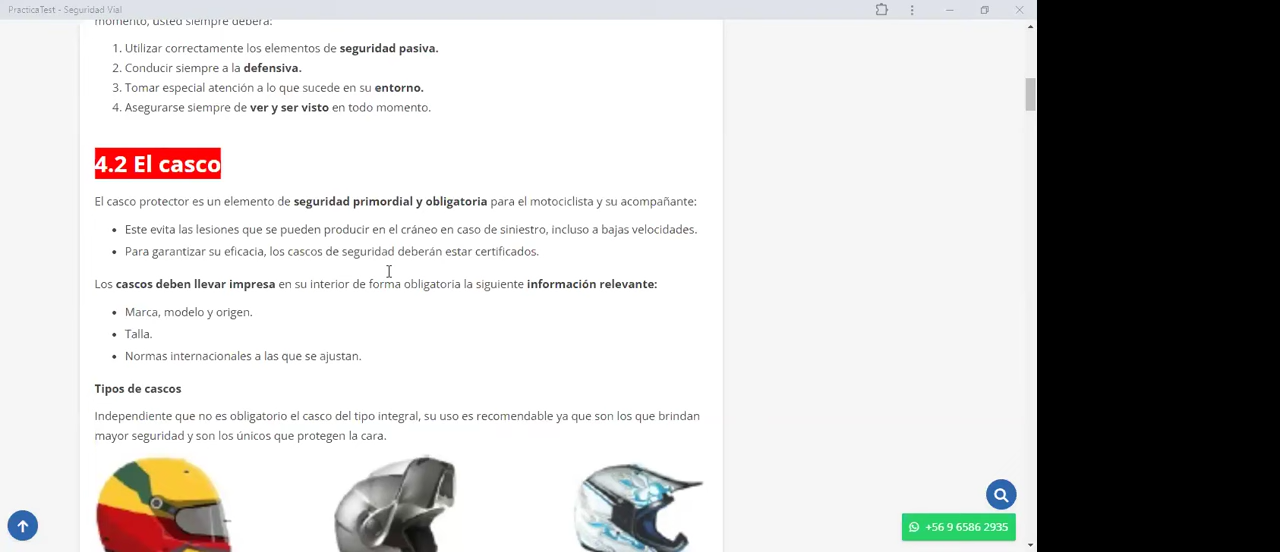 PracticaTest - Seguridad Vial
momento, usted siempre deberá:
1. Utilizar correctamente los elementos de seguridad pasiva.
2. Conducir siempre a la defensiva.
3. Tomar especial atención a lo que sucede en su entorno.
4. Asegurarse siempre de ver y ser visto en todo momento.
4.2 El casco
El casco protector es un elemento de seguridad primordial y obligatoria para el motociclista y su acompañante:
• Este evita las lesiones que se pueden producir en el cráneo en caso de siniestro, incluso a bajas velocidades.
• Para garantizar su eficacia, los cascos de seguridad deberán estar certificados.
Los cascos deben llevar impresa en su interior de forma obligatoria la siguiente información relevante:
• Marca, modelo y origen.
• Talla.
• Normas internacionales a las que se ajustan.
Tipos de cascos
Independiente que no es obligatorio el casco del tipo integral, su uso es recomendable ya que son los que brindan
mayor seguridad y son los únicos que protegen la cara.
+56 9 6586 2935